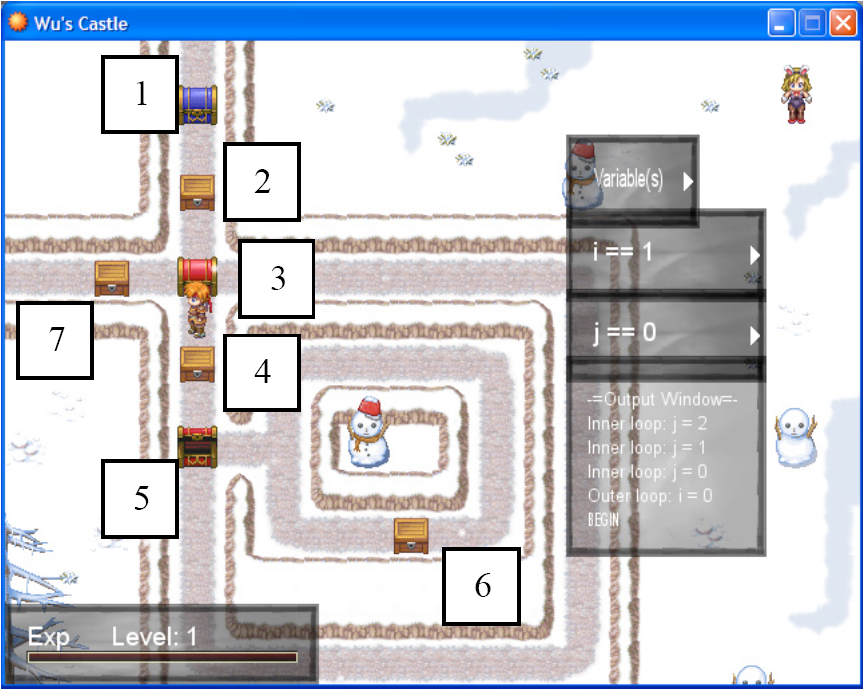 Wu's Castle
1
2
Variable(s)
3
i == 1
7
j == 0
4
-=Output Window=-
Inner loop: j = 2
Inner loop: j = 1
Inner loop: j = 0
Outer loop: i = 0
BEGIN
5
6
Exp Level: 1